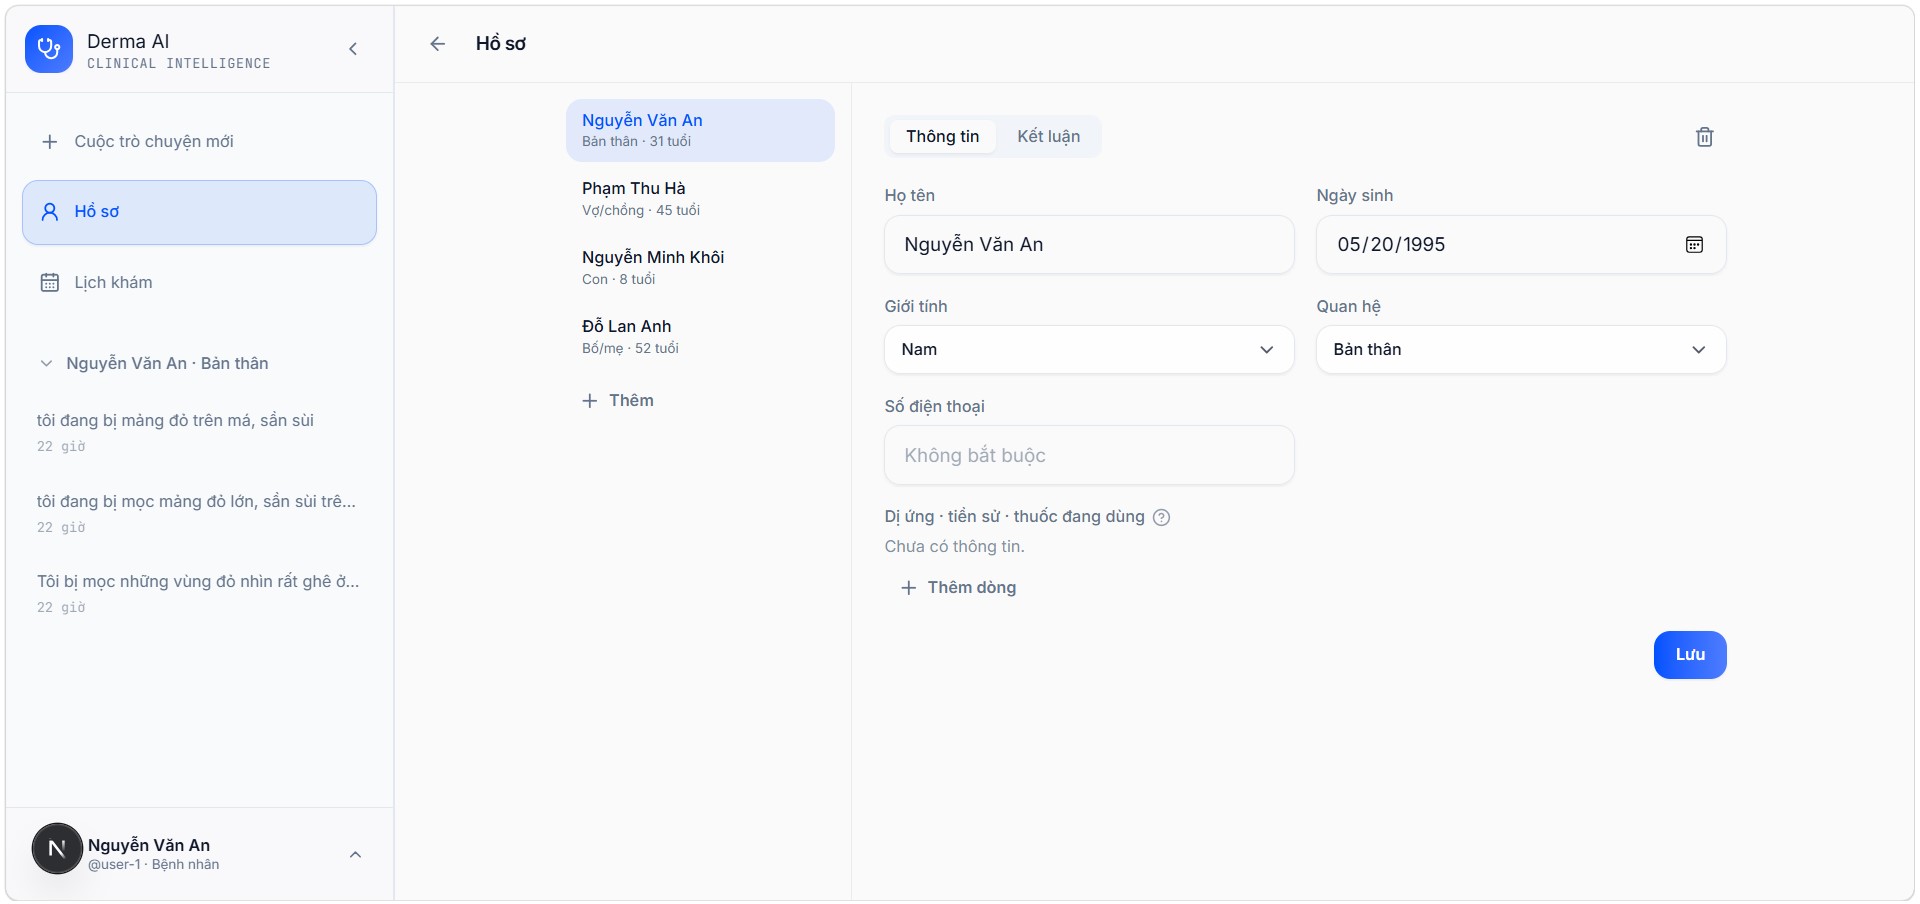 Derma AI
CLINICAL INTELLIGENCE
Cuộc trò chuyện mới
Hồ sơ
Lịch khám
Nguyễn Văn An · Bản thân
tôi đang bị mảng đỏ trên má, sần sùi
22 giờ
tôi đang bị mọc mảng đỏ lớn, sần sùi trê...
22 giờ
Tôi bị mọc những vùng đỏ nhìn rất ghê ở...
22 giờ
N
Nguyễn Văn An
@user-1 · Bệnh nhân
Hồ sơ
Nguyễn Văn An
Bản thân · 31 tuổi
Phạm Thu Hà
Vợ/chồng · 45 tuổi
Nguyễn Minh Khôi
Con · 8 tuổi
Đỗ Lan Anh
Bố/mẹ · 52 tuổi
Thêm
Thông tin
Kết luận
Họ tên
Nguyễn Văn An
Ngày sinh
05/20/1995
Giới tính
Nam
Quan hệ
Bản thân
Số điện thoại
Không bắt buộc
Dị ứng · tiền sử · thuốc đang dùng
Chưa có thông tin.
Thêm dòng
Lưu